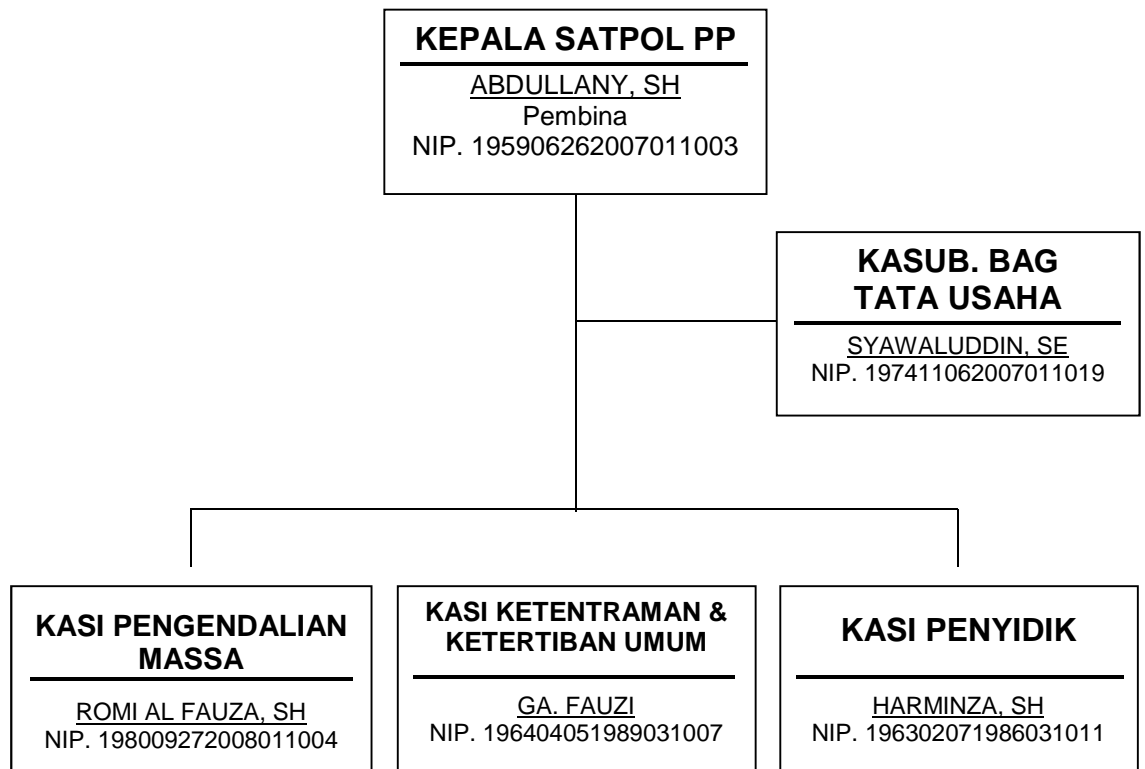 KEPALA SATPOL PP
ABDULLANY, SH
Pembina
NIP. 195906262007011003
KASUB. BAG
TATA USAHA
SYAWALUDDIN, SE
NIP. 197411062007011019
KASI PENGENDALIAN
MASSA
ROMI AL FAUZA, SH
NIP. 198009272008011004
KASI KETENTRAMAN &
KETERTIBAN UMUM
GA. FAUZI
NIP. 196404051989031007
KASI PENYIDIK
HARMINZA, SH
NIP. 196302071986031011